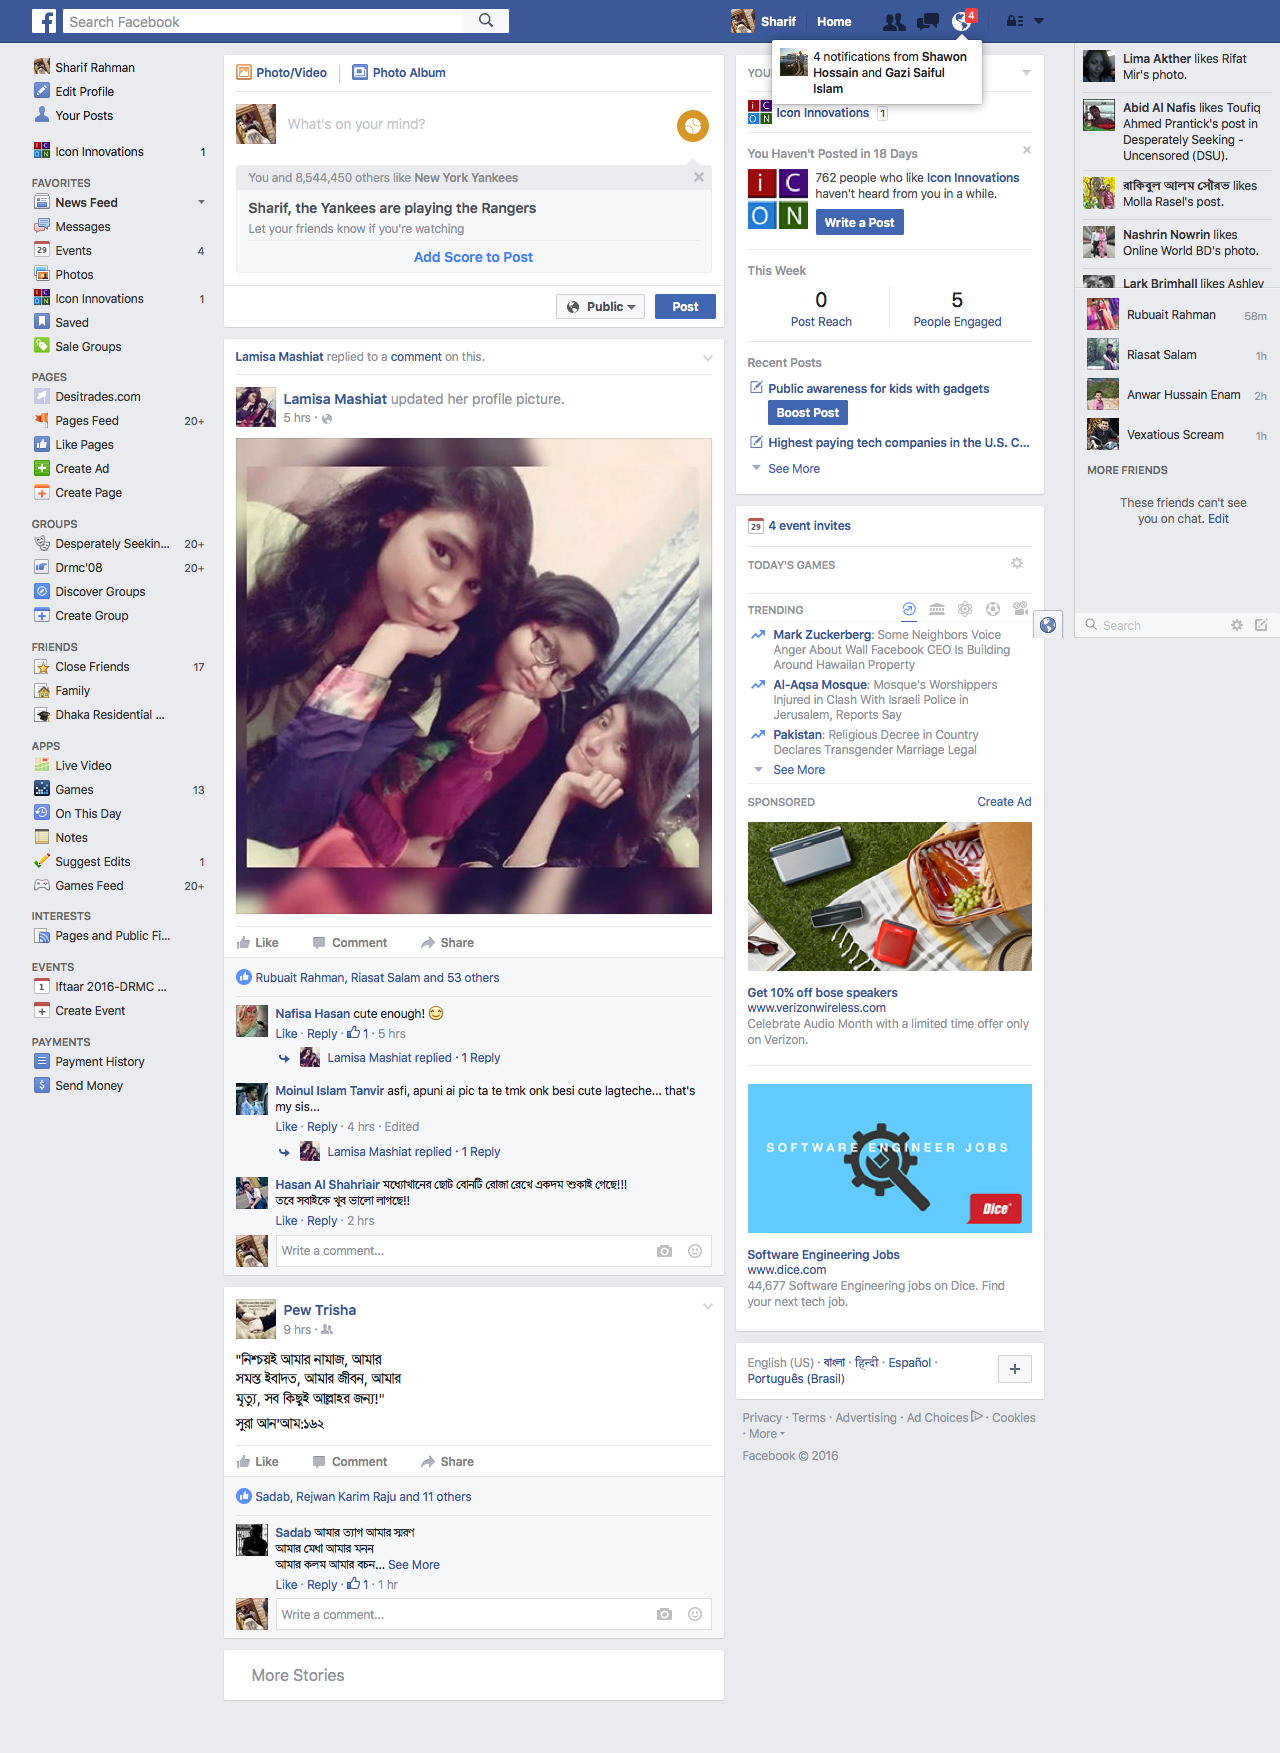 Search Facebook
Sharif
Home
4
4 notifications from Shawon
Hossain and Gazi Saiful
Islam
Sharif Rahman
Edit Profile
Your Posts
Icon Innovations 1
FAVORITES
News Feed
Messages
29 Events 4
Photos
Icon Innovations 1
Saved
Sale Groups
PAGES
Desitrades.com
Pages Feed 20+
Like Pages
Create Ad
Create Page
GROUPS
Desperately Seekin... 20+
Drmc'08 20+
Discover Groups
Create Group
FRIENDS
Close Friends 17
Family
Dhaka Residential ...
APPS
Live Video
Games 13
On This Day
Notes
Suggest Edits 1
Games Feed 20+
INTERESTS
Pages and Public Fi...
EVENTS
1 Iftaar 2016-DRMC ...
Create Event
PAYMENTS
Payment History
$ Send Money
Photo/Video
Photo Album
What's on your mind?
You and 8,544,450 others like New York Yankees
Sharif, the Yankees are playing the Rangers
Let your friends know if you're watching
Add Score to Post
Public
Post
Lamisa Mashiat replied to a comment on this.
Lamisa Mashiat updated her profile picture.
5 hrs ·
Like Comment Share
Rubuait Rahman, Riasat Salam and 53 others
Nafisa Hasan cute enough! 😊
Like · Reply · 1 · 5 hrs
Lamisa Mashiat replied · 1 Reply
Moinul Islam Tanvir asfi, apuni ai pic ta te tmk onk besi cute lagteche... that's
my sis...
Like · Reply · 4 hrs · Edited
Lamisa Mashiat replied · 1 Reply
Hasan Al Shahriair মধ্যোখানের ছোট বোনটি রোজা রেখে একদম শুকাই গেছে!!!
তবে সবাইকে খুব ভালো লাগছে!!
Like · Reply · 2 hrs
Write a comment...
Pew Trisha
9 hrs ·
"নিশ্চয়ই আমার নামাজ, আমার
সমস্ত ইবাদত, আমার জীবন, আমার
মৃত্যু, সব কিছুই আল্লাহর জন্য!"
সূরা আন'আম:১৬২
Like Comment Share
Sadab, Rejwan Karim Raju and 11 others
Sadab আমার ত্যাগ আমার স্মরণ
আমার মেধা আমার মনন
আমার কলম আমার বচন... See More
Like · Reply · 1 · 1 hr
Write a comment...
More Stories
YOU
iCON Icon Innovations 1
You Haven't Posted in 18 Days
iCON
762 people who like Icon Innovations
haven't heard from you in a while.
Write a Post
This Week
0 5
Post Reach People Engaged
Recent Posts
Public awareness for kids with gadgets
Boost Post
Highest paying tech companies in the U.S. C...
See More
29 4 event invites
TODAY'S GAMES
TRENDING
Mark Zuckerberg: Some Neighbors Voice
Anger About Wall Facebook CEO Is Building
Around Hawaiian Property
Al-Aqsa Mosque: Mosque's Worshippers
Injured in Clash With Israeli Police in
Jerusalem, Reports Say
Pakistan: Religious Decree in Country
Declares Transgender Marriage Legal
See More
SPONSORED Create Ad
Get 10% off bose speakers
www.verizonwireless.com
Celebrate Audio Month with a limited time offer only
on Verizon.
SOFTWARE ENGINEER JOBS
Dice
Software Engineering Jobs
www.dice.com
44,677 Software Engineering jobs on Dice. Find
your next tech job.
English (US) · বাংলা · हिन्दी · Español ·
Português (Brasil)
Privacy · Terms · Advertising · Ad Choices · Cookies
· More
Facebook © 2016
Lima Akther likes Rifat
Mir's photo.
Abid Al Nafis likes Toufiq
Ahmed Prantick's post in
Desperately Seeking -
Uncensored (DSU).
রাকিবুল আলম সৌরভ likes
Molla Rasel's post.
Nashrin Nowrin likes
Online World BD's photo.
Lark Brimhall likes Ashley
Rubuait Rahman 58m
Riasat Salam 1h
Anwar Hussain Enam 2h
Vexatious Scream 1h
MORE FRIENDS
These friends can't see
you on chat. Edit
Search